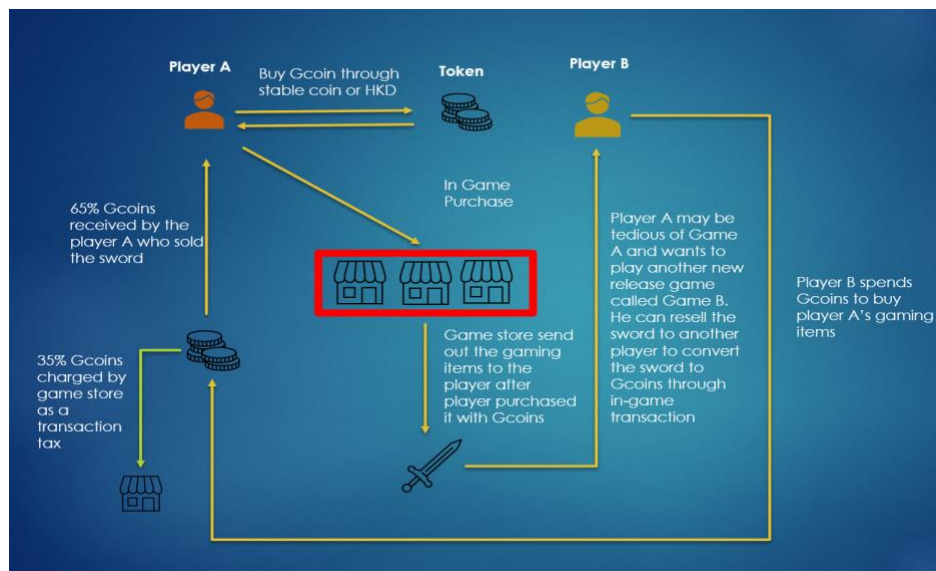 Player A
Buy Gcoin through
stable coin or HKD
Token
Player B
In Game
Purchase
65% Gcoins
received by the
player A who sold
the sword
Player A may be
tedious of Game
A and wants to
play another new
release game
called Game B.
He can resell the
sword to another
player to convert
the sword to
Gcoins through
in-game
transaction
Player B spends
Gcoins to buy
player A's gaming
items
Game store send
out the gaming
items to the
player after
player purchased
it with Gcoins
35% Gcoins
charged by
game store
as a
transaction
tax